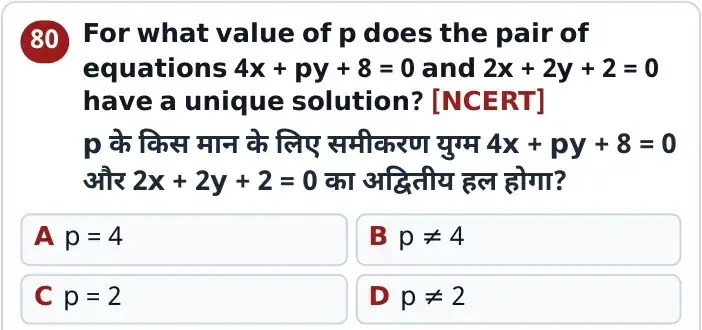 80 For what value of p does the pair of
equations 4x + py + 8 = 0 and 2x + 2y + 2 = 0
have a unique solution? [NCERT]
p के किस मान के लिए समीकरण युग्म 4x + py + 8 = 0
और 2x + 2y + 2 = 0 का अद्वितीय हल होगा?
A p = 4
B p ≠ 4
C p = 2
D p ≠ 2